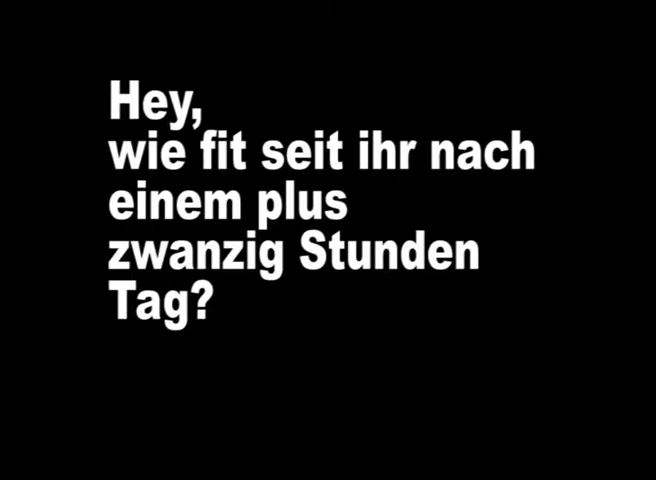 Hey,
wie fit seit ihr nach
einem plus
zwanzig Stunden
Tag?